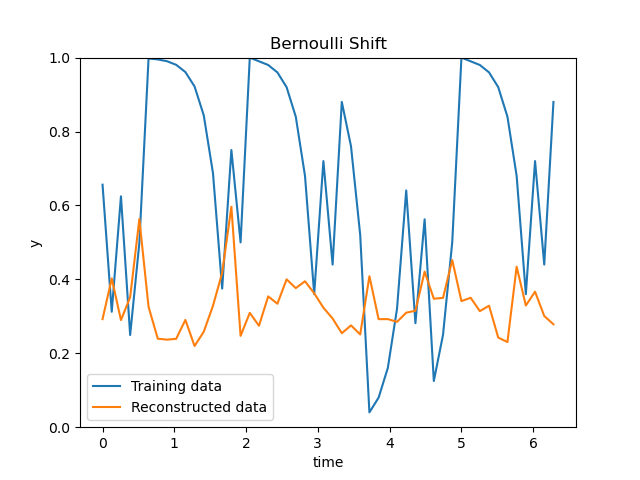 Bernoulli Shift
1.0
0.8
0.6
0.4
0.2
0.0
y
Training data
Reconstructed data
0 1 2 3 4 5 6
time